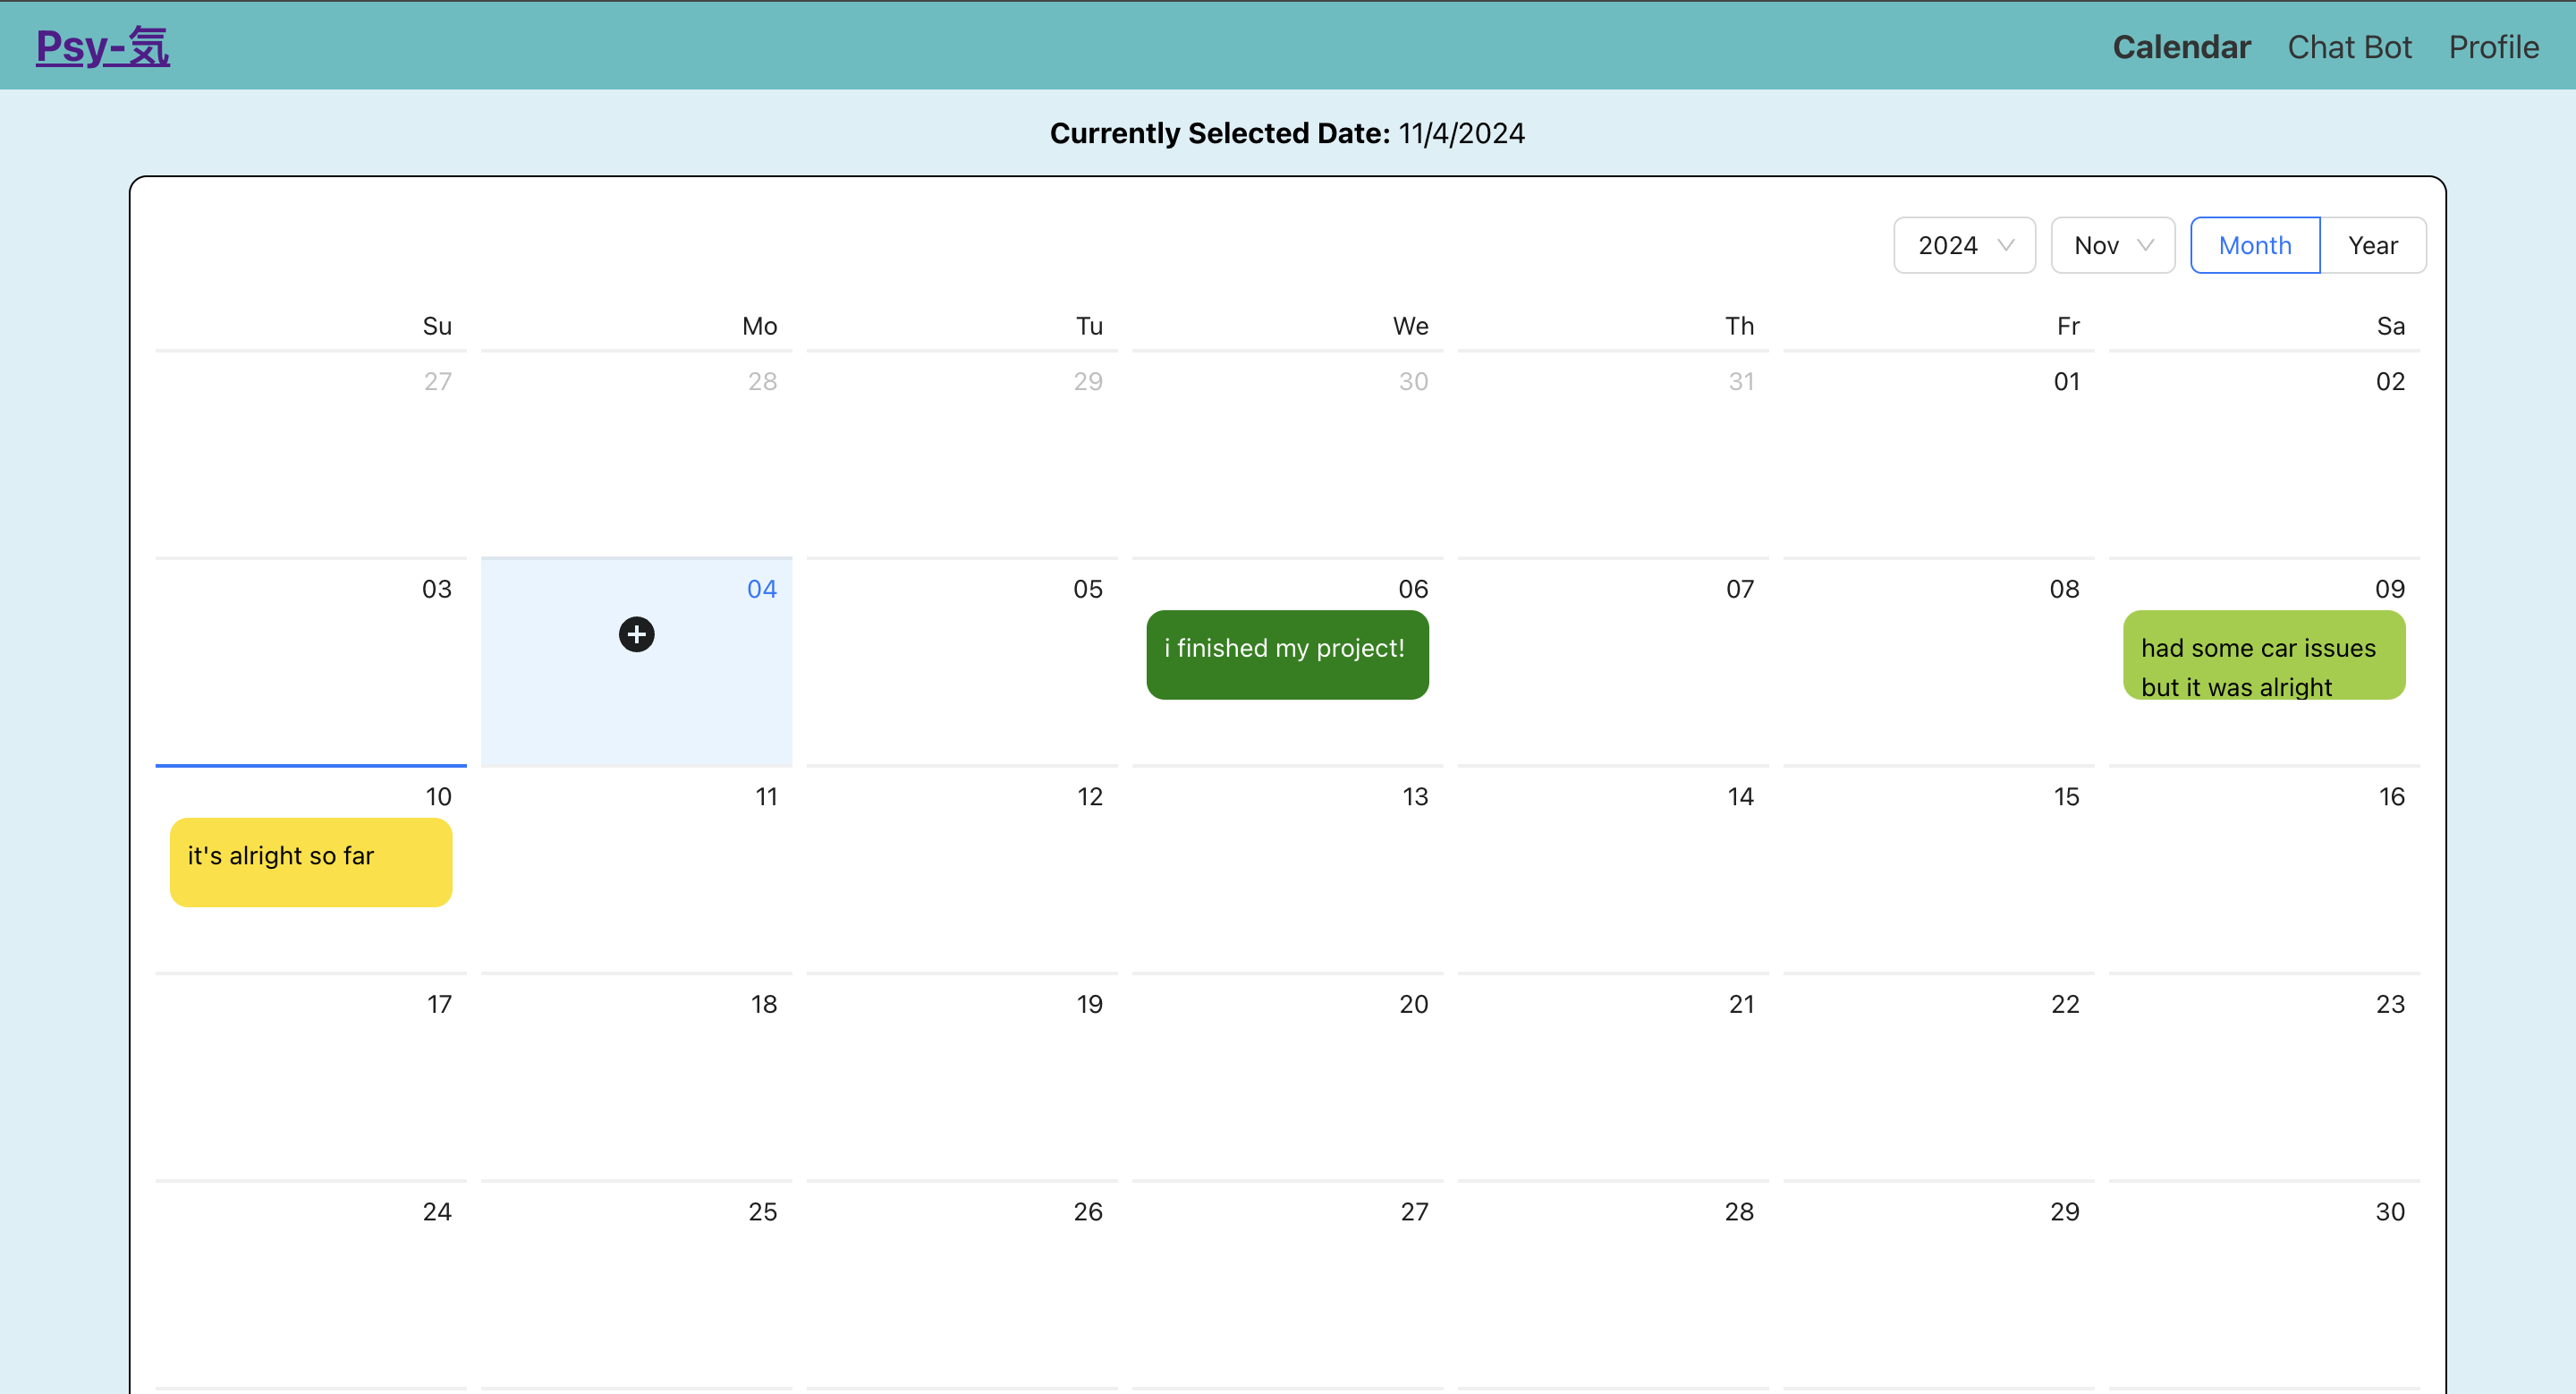 Psy-気
Calendar Chat Bot Profile
Currently Selected Date: 11/4/2024
2024 Nov Month Year
Su Mo Tu We Th Fr Sa
27 28 29 30 31 01 02
03 04 05 06 07 08 09
i finished my project!
had some car issues
but it was alright
10 11 12 13 14 15 16
it's alright so far
17 18 19 20 21 22 23
24 25 26 27 28 29 30